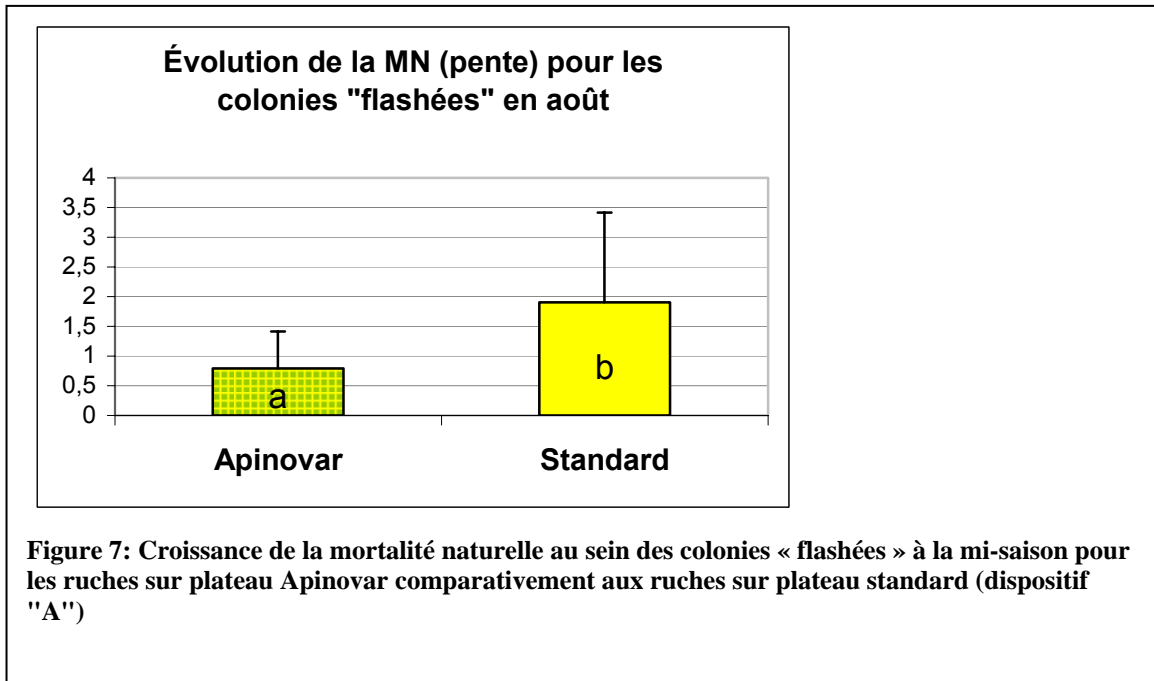 Évolution de la MN (pente) pour les
colonies "flashées" en août
4
3,5
3
2,5
2
1,5
1
0,5
0
a
b
Apinovar
Standard
Figure 7: Croissance de la mortalité naturelle au sein des colonies « flashées » à la mi-saison pour
les ruches sur plateau Apinovar comparativement aux ruches sur plateau standard (dispositif
"A")